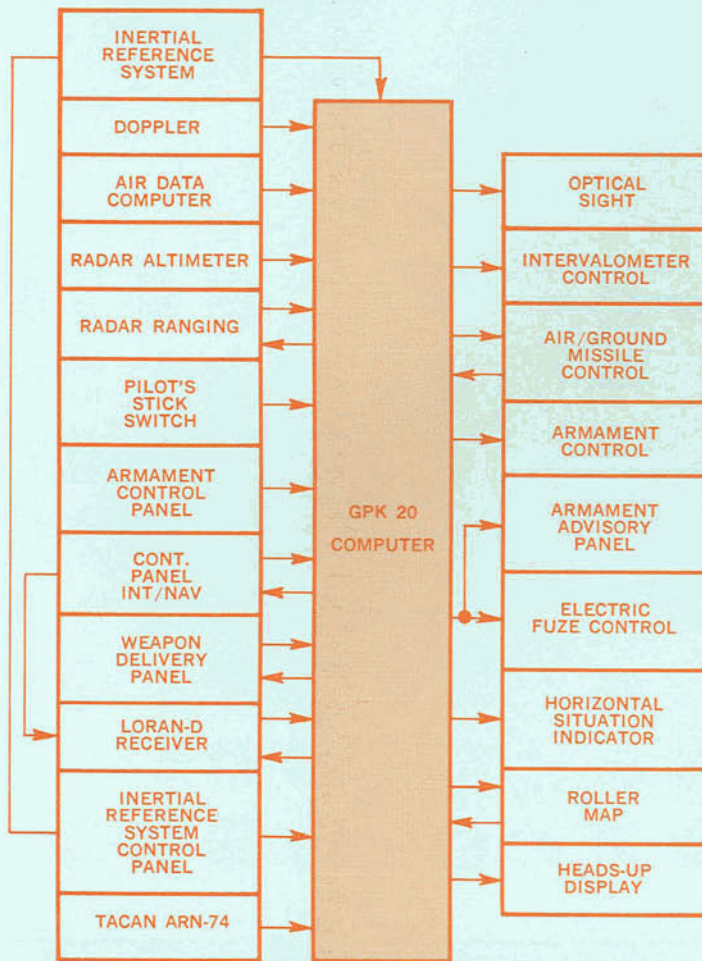 INERTIAL
REFERENCE
SYSTEM
DOPPLER
AIR DATA
COMPUTER
RADAR ALTIMETER
RADAR RANGING
PILOT'S
STICK
SWITCH
ARMAMENT
CONTROL
PANEL
CONT.
PANEL
INT/NAV
WEAPON
DELIVERY
PANEL
LORAN-D
RECEIVER
INERTIAL
REFERENCE
SYSTEM
CONTROL
PANEL
TACAN ARN-74
GPK 20
COMPUTER
OPTICAL
SIGHT
INTERVALOMETER
CONTROL
AIR/GROUND
MISSILE
CONTROL
ARMAMENT
CONTROL
ARMAMENT
ADVISORY
PANEL
ELECTRIC
FUZE CONTROL
HORIZONTAL
SITUATION
INDICATOR
ROLLER
MAP
HEADS-UP
DISPLAY